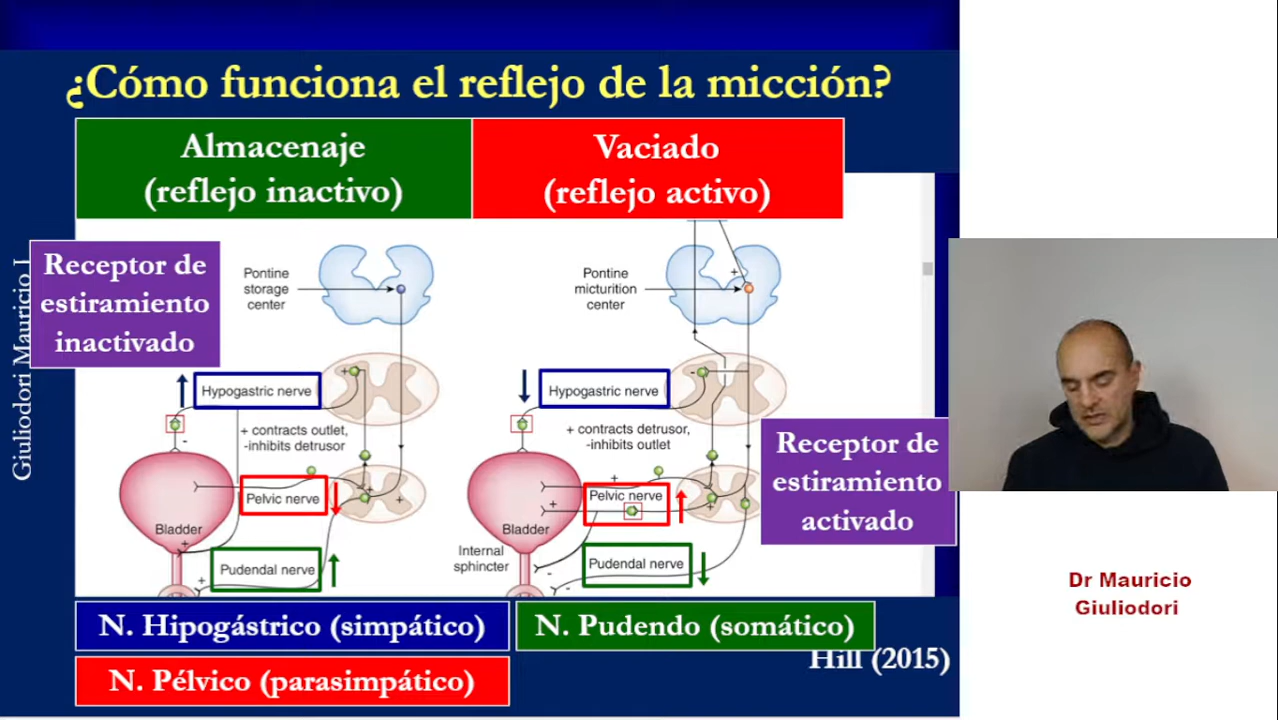 ¿Cómo funciona el reflejo de la micción?
Almacenaje
(reflejo inactivo)
Vaciado
(reflejo activo)
Giuliodori Mauricio J
Receptor de
estiramiento
inactivado
Pontine
storage
center
Pontine
micturition
center
+
Hypogastric nerve
-
+ contracts outlet,
-inhibits detrusor
Pelvic nerve
+
+
Bladder
+
Pudendal nerve
+
Hypogastric nerve
-
+ contracts detrusor,
-inhibits outlet
+
Pelvic nerve
+
Bladder
Internal
sphincter
-
Pudendal nerve
-
Receptor de
estiramiento
activado
N. Hipogástrico (simpático)
N. Pudendo (somático)
N. Pélvico (parasimpático)
Hill (2015)
Dr Mauricio
Giuliodori